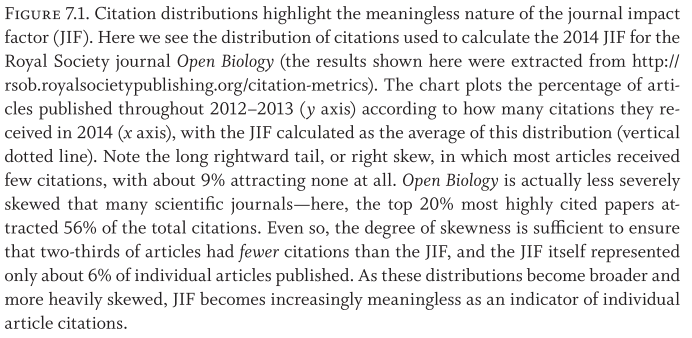 FIGURE 7.1. Citation distributions highlight the meaningless nature of the journal impact
factor (JIF). Here we see the distribution of citations used to calculate the 2014 JIF for the
Royal Society journal Open Biology (the results shown here were extracted from http://
rsob.royalsocietypublishing.org/citation-metrics). The chart plots the percentage of arti-
cles published throughout 2012–2013 (y axis) according to how many citations they re-
ceived in 2014 (x axis), with the JIF calculated as the average of this distribution (vertical
dotted line). Note the long rightward tail, or right skew, in which most articles received
few citations, with about 9% attracting none at all. Open Biology is actually less severely
skewed that many scientific journals—here, the top 20% most highly cited papers at-
tracted 56% of the total citations. Even so, the degree of skewness is sufficient to ensure
that two-thirds of articles had fewer citations than the JIF, and the JIF itself represented
only about 6% of individual articles published. As these distributions become broader and
more heavily skewed, JIF becomes increasingly meaningless as an indicator of individual
article citations.